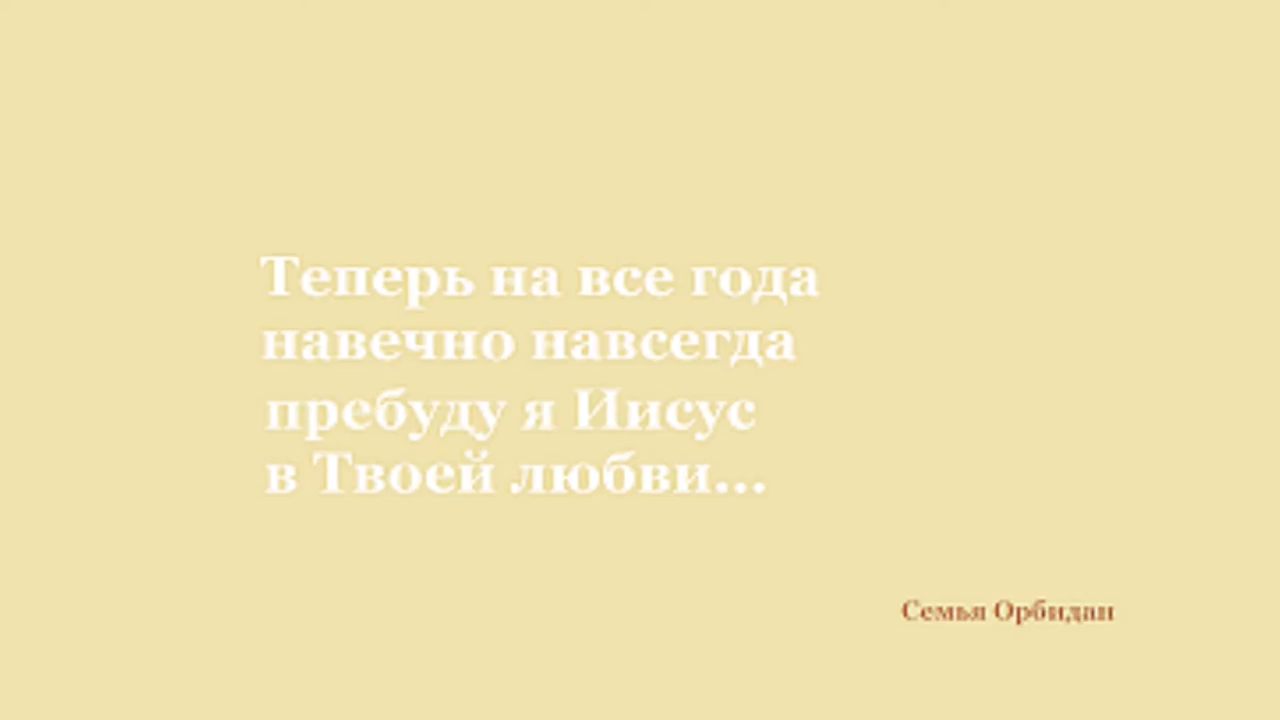 Теперь на все года
навечно навсегда
пребуду я Иисус
в Твоей любви...
Семья Орбидан